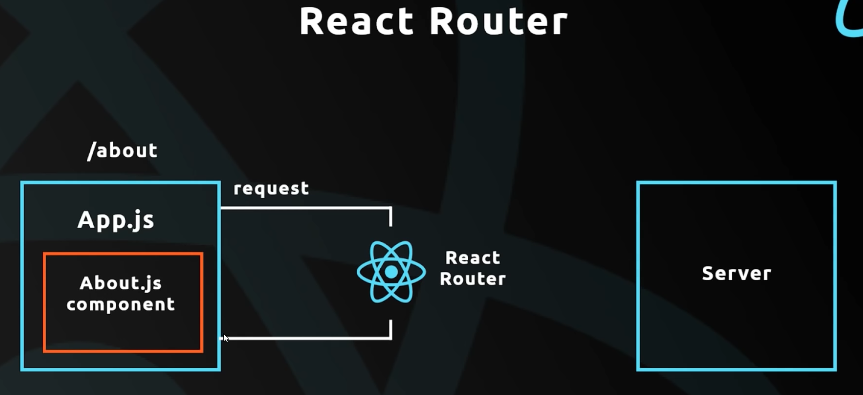 React Router
/about
request
App.js
About.js
component
React
Router
Server